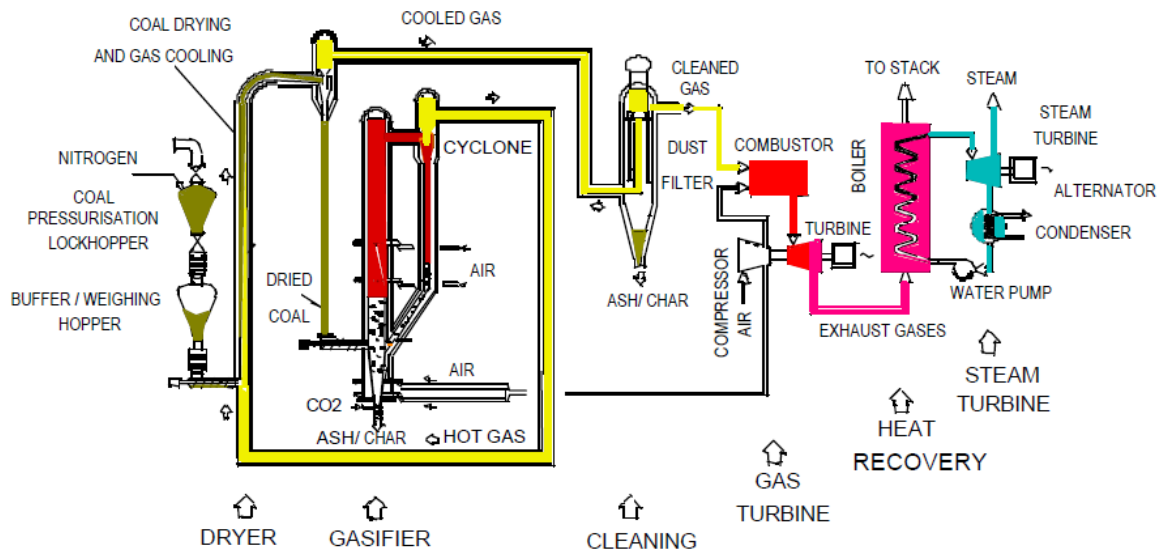 COAL DRYING
AND GAS COOLING
COOLED GAS
NITROGEN
COAL
PRESSURISATION
LOCKHOPPER
BUFFER / WEIGHING
HOPPER
DRIED
COAL
CYCLONE
AIR
AIR
CO2
ASH/ CHAR
HOT GAS
CLEANED
GAS
DUST
FILTER
ASH/ CHAR
COMBUSTOR
COMPRESSOR
AIR
TURBINE
~
EXHAUST GASES
TO STACK
BOILER
STEAM
STEAM
TURBINE
~
ALTERNATOR
CONDENSER
WATER PUMP
DRYER
GASIFIER
CLEANING
GAS
TURBINE
HEAT
RECOVERY
STEAM
TURBINE